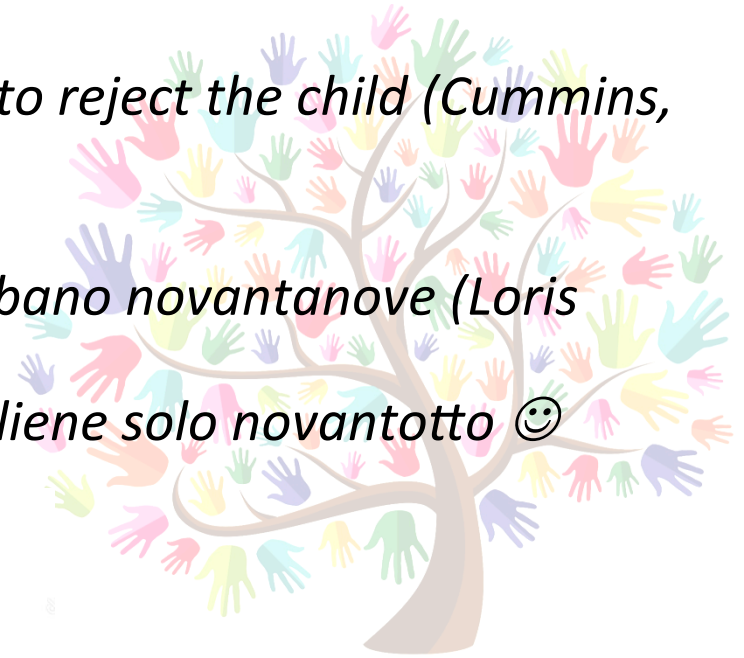 to reject the child (Cummins,
bano novantanove (Loris
liene solo novantotto ☺